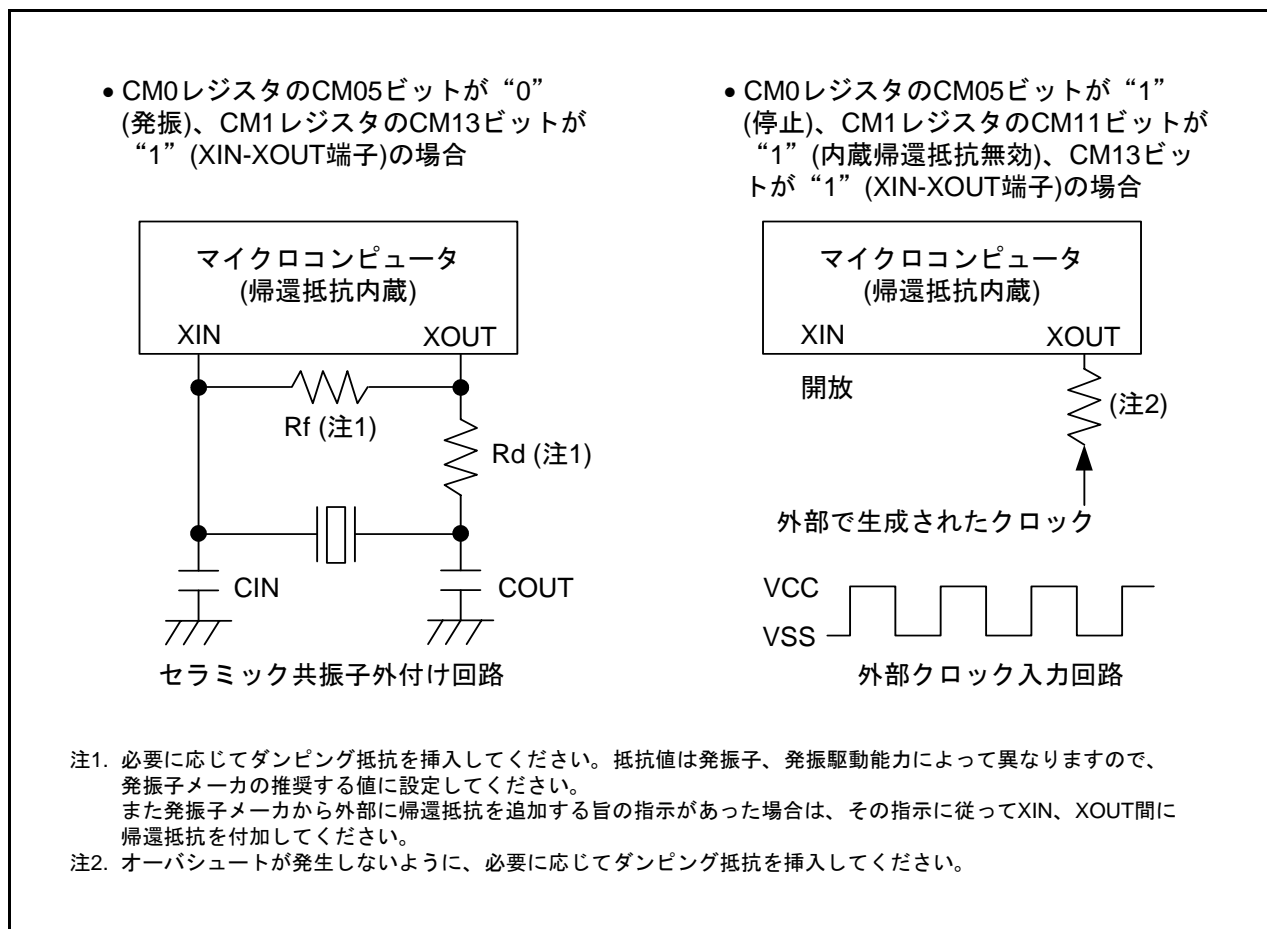 • CM0レジスタのCM05ビットが“0”
(発振)、CM1レジスタのCM13ビットが
“1” (XIN-XOUT端子)の場合
マイクロコンピュータ
(帰還抵抗内蔵)
XIN
XOUT
Rf (注1)
Rd (注1)
CIN
COUT
セラミック共振子外付け回路
• CM0レジスタのCM05ビットが“1”
(停止)、CM1レジスタのCM11ビットが
“1” (内蔵帰還抵抗無効)、CM13ビッ
トが“1” (XIN-XOUT端子)の場合
マイクロコンピュータ
(帰還抵抗内蔵)
XIN
XOUT
開放
(注2)
外部で生成されたクロック
VCC
VSS
外部クロック入力回路
注1. 必要に応じてダンピング抵抗を挿入してください。抵抗値は発振子、発振駆動能力によって異なりますので、
発振子メーカの推奨する値に設定してください。
また発振子メーカから外部に帰還抵抗を追加する旨の指示があった場合は、その指示に従ってXIN、XOUT間に
帰還抵抗を付加してください。
注2. オーバシュートが発生しないように、必要に応じてダンピング抵抗を挿入してください。